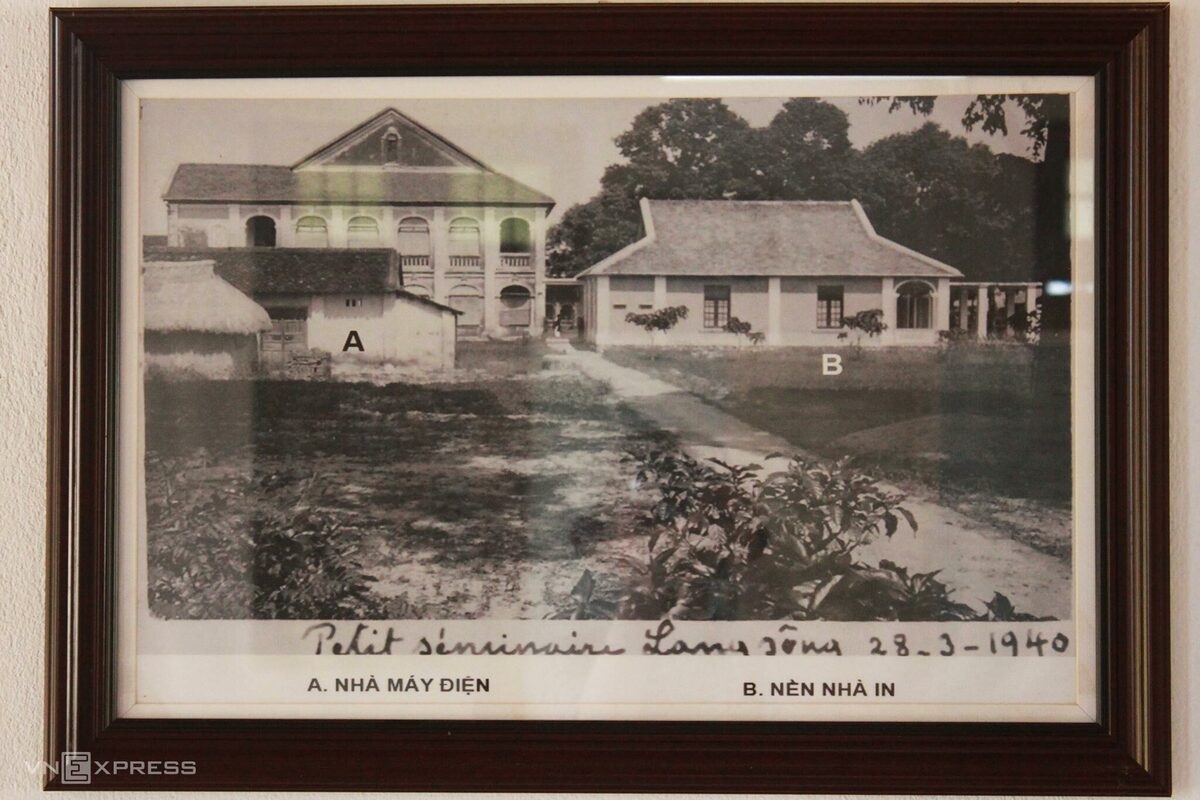 A
B
Petit séminaire Lang sông 28-3-1940
A. NHÀ MÁY ĐIỆN B. NỀN NHÀ IN
VNEXPRESS